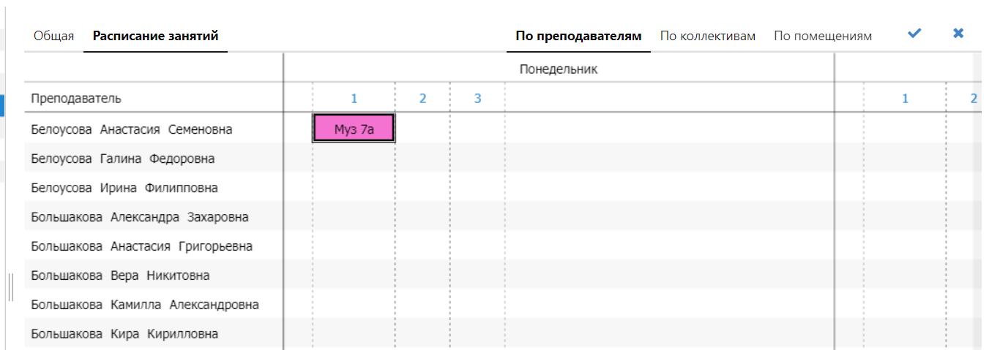 Общая Расписание занятий По преподавателям По коллективам По помещениям
Понедельник
Преподаватель 1 2 3 1 2
Белоусова Анастасия Семеновна Муз 7а
Белоусова Галина Федоровна
Белоусова Ирина Филипповна
Большакова Александра Захаровна
Большакова Анастасия Григорьевна
Большакова Вера Никитовна
Большакова Камилла Александровна
Большакова Кира Кирилловна